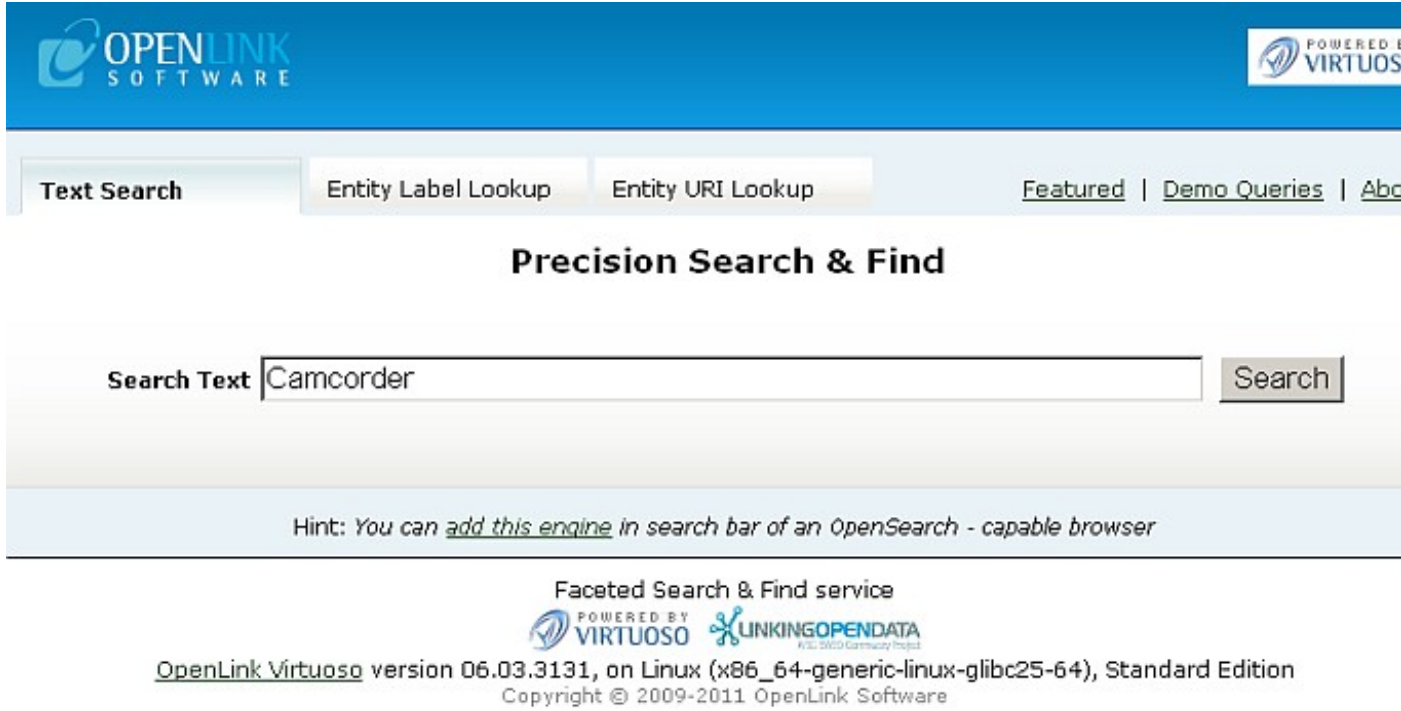 OPENLINK
SOFTWARE
POWERED B
VIRTUOS
Text Search Entity Label Lookup Entity URI Lookup Featured | Demo Queries | Abo
Precision Search & Find
Search Text Camcorder Search
Hint: You can add this engine in search bar of an OpenSearch - capable browser
Faceted Search & Find service
POWERED BY
VIRTUOSO LINKINGOPENDATA
OpenLink Virtuoso version 06.03.3131, on Linux (x86_64-generic-linux-glibc25-64), Standard Edition
Copyright © 2009-2011 OpenLink Software